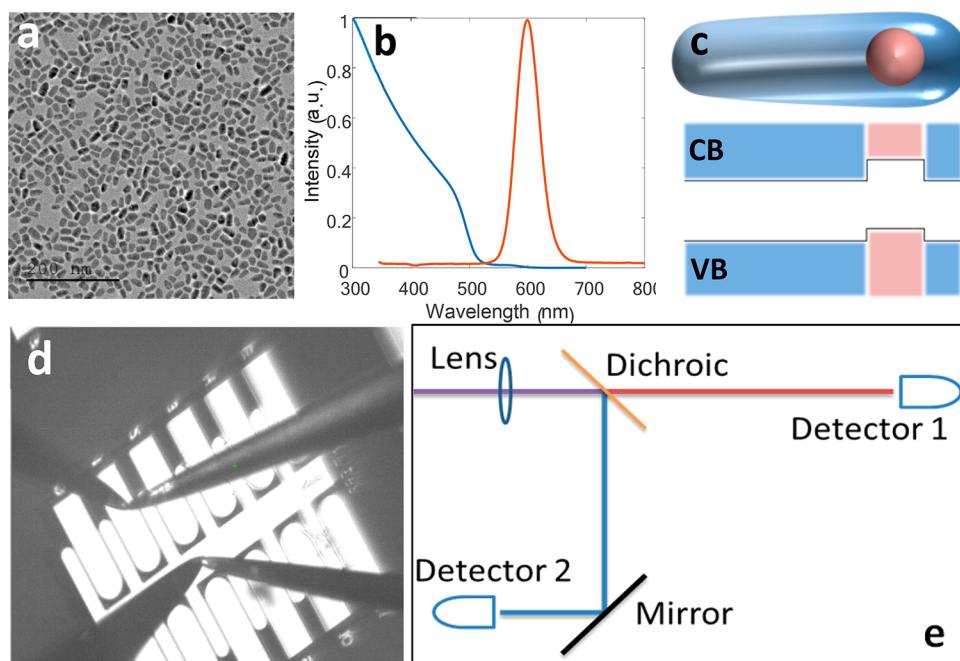 a
200 nm
b
Intensity (a.u.)
1
0.8
0.6
0.4
0.2
0
300 400 500 600 700 800
Wavelength (nm)
c
CB
VB
d
Lens
Dichroic
Detector 1
Detector 2
Mirror
e